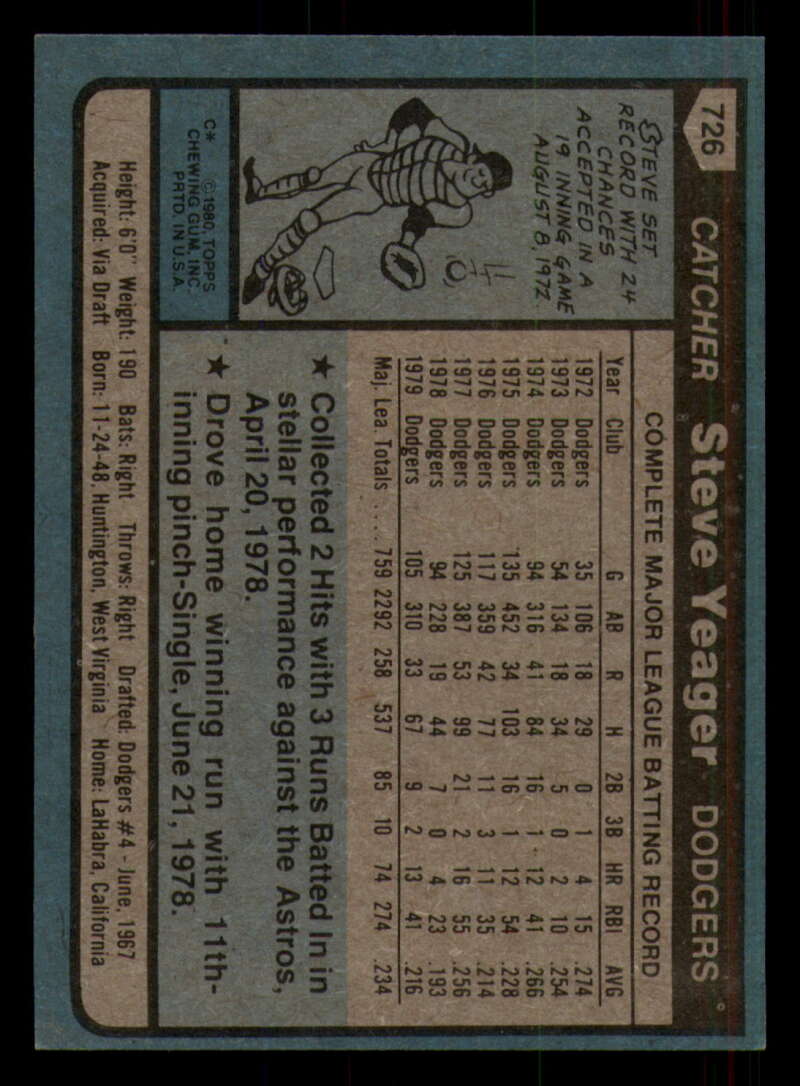 726 CATCHER Steve Yeager DODGERS
STEVE SET
RECORD WITH 24
CHANCES
ACCEPTED IN A
19 INNING GAME
AUGUST 8, 1972
C* ©1980 TOPPS
CHEWING GUM, INC.
PRTD. IN U.S.A.
COMPLETE MAJOR LEAGUE BATTING RECORD
Year Club G AB R H 2B 3B HR RBI AVG
1972 Dodgers 35 106 18 29 0 1 4 15 .274
1973 Dodgers 54 134 18 34 5 0 2 10 .254
1974 Dodgers 94 316 41 84 16 1 12 41 .266
1975 Dodgers 135 452 34 103 16 1 12 54 .228
1976 Dodgers 117 359 42 77 11 3 11 35 .214
1977 Dodgers 125 387 53 99 21 2 16 55 .256
1978 Dodgers 94 228 19 44 7 0 4 23 .193
1979 Dodgers 105 310 33 67 9 2 13 41 .216
Maj. Lea. Totals .... 759 2292 258 537 85 10 74 274 .234
★ Collected 2 Hits with 3 Runs Batted In in
stellar performance against the Astros,
April 20, 1978.
★ Drove home winning run with 11th-
inning pinch-Single, June 21, 1978.
Height: 6'0" Weight: 190 Bats: Right Throws: Right Drafted: Dodgers #4 - June, 1967
Acquired: Via Draft Born: 11-24-48, Huntington, West Virginia Home: LaHabra, California